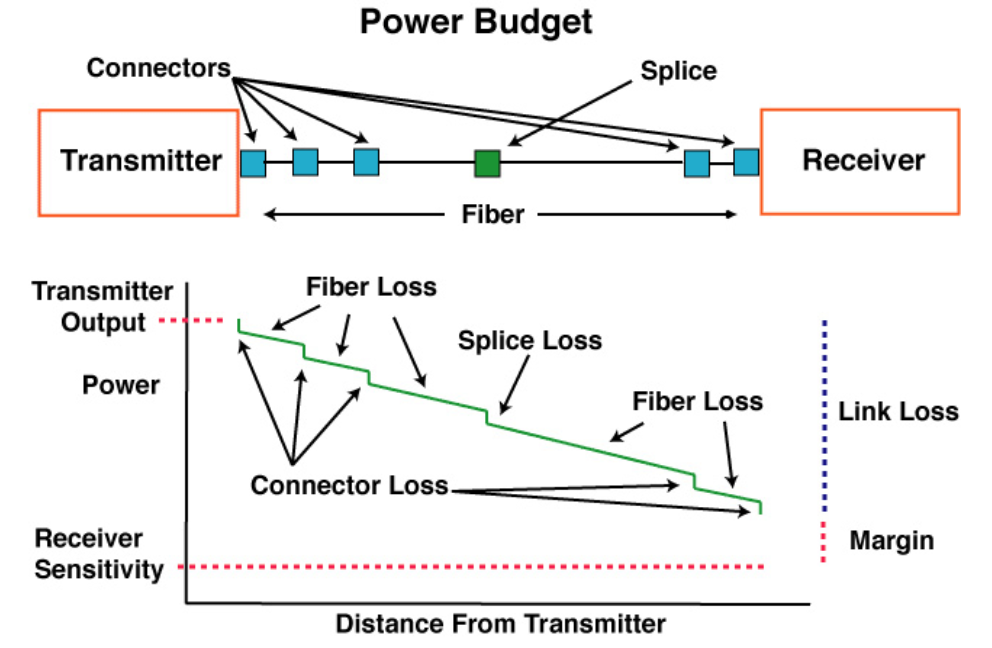 Power Budget
Connectors
Splice
Transmitter
Receiver
Fiber
Transmitter
Output
Fiber Loss
Splice Loss
Power
Fiber Loss
Link Loss
Connector Loss
Receiver
Sensitivity
Margin
Distance From Transmitter